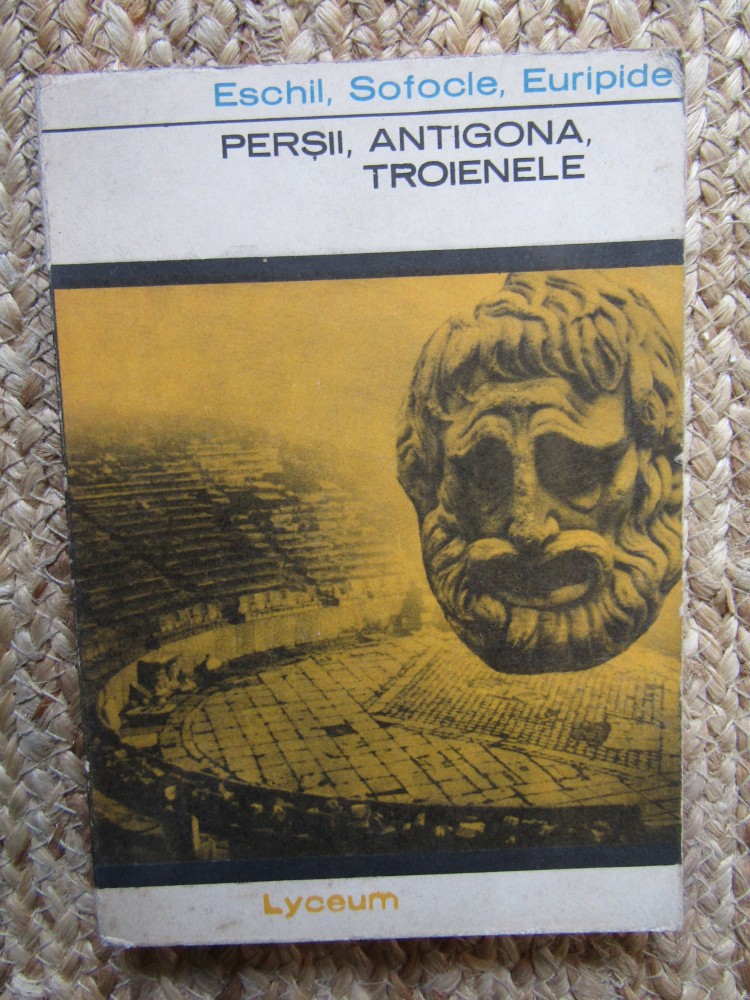 Eschil, Sofocle, Euripide
PERȘII, ANTIGONA,
TROIENELE
Lyceum